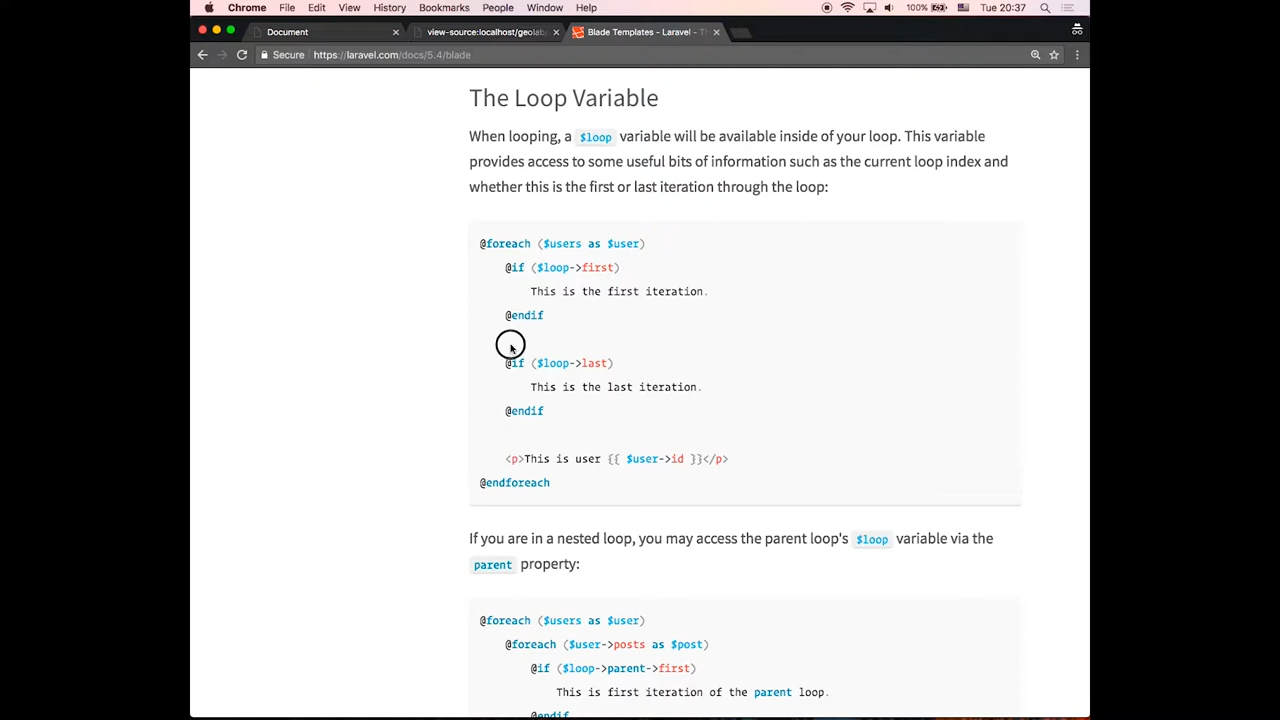 Chrome File Edit View History Bookmarks People Window Help 100% Tue 20:37
Document view-source:localhost/geolab Blade Templates - Laravel - Th
Secure https://laravel.com/docs/5.4/blade
The Loop Variable
When looping, a $loop variable will be available inside of your loop. This variable
provides access to some useful bits of information such as the current loop index and
whether this is the first or last iteration through the loop:
@foreach ($users as $user)
@if ($loop->first)
This is the first iteration.
@endif
@if ($loop->last)
This is the last iteration.
@endif
<p>This is user {{ $user->id }}</p>
@endforeach
If you are in a nested loop, you may access the parent loop's $loop variable via the
parent property:
@foreach ($users as $user)
@foreach ($user->posts as $post)
@if ($loop->parent->first)
This is first iteration of the parent loop.
@endif